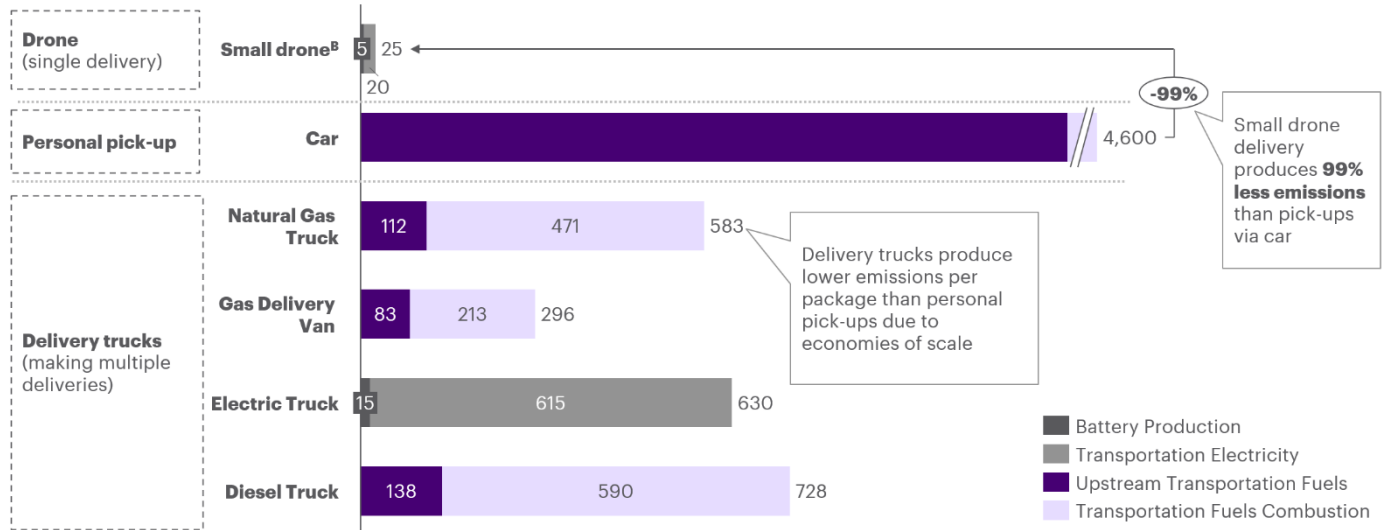 Drone
(single delivery)
Small droneᴮ
5
25
20
-99%
Small drone
delivery
produces 99%
less emissions
than pick-ups
via car
Personal pick-up
Car
4,600
Delivery trucks
(making multiple
deliveries)
Natural Gas
Truck
112
471
583
Delivery trucks produce
lower emissions per
package than personal
pick-ups due to
economies of scale
Gas Delivery
Van
83
213
296
Electric Truck
15
615
630
Diesel Truck
138
590
728
Battery Production
Transportation Electricity
Upstream Transportation Fuels
Transportation Fuels Combustion